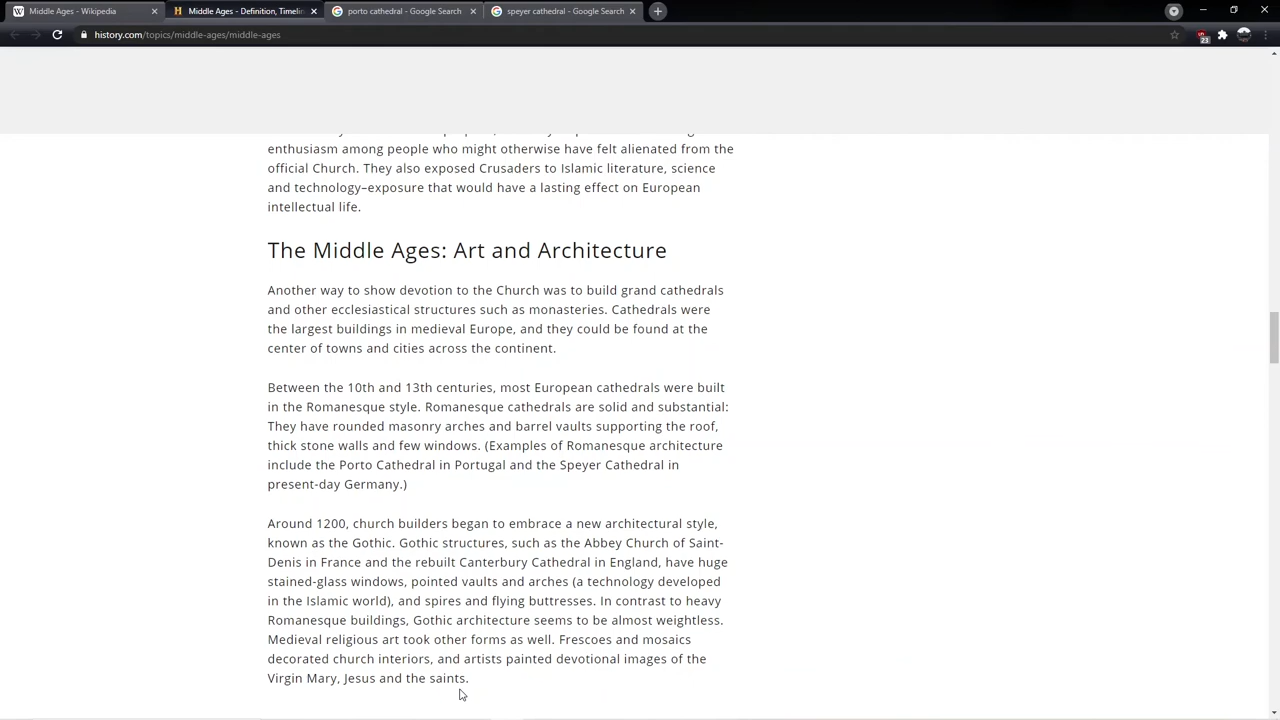 Middle Ages - Wikipedia
Middle Ages - Definition, Timelin
porto cathedral - Google Search
speyer cathedral - Google Search
history.com/topics/middle-ages/middle-ages
23
enthusiasm among people who might otherwise have felt alienated from the
official Church. They also exposed Crusaders to Islamic literature, science
and technology–exposure that would have a lasting effect on European
intellectual life.
The Middle Ages: Art and Architecture
Another way to show devotion to the Church was to build grand cathedrals
and other ecclesiastical structures such as monasteries. Cathedrals were
the largest buildings in medieval Europe, and they could be found at the
center of towns and cities across the continent.
Between the 10th and 13th centuries, most European cathedrals were built
in the Romanesque style. Romanesque cathedrals are solid and substantial:
They have rounded masonry arches and barrel vaults supporting the roof,
thick stone walls and few windows. (Examples of Romanesque architecture
include the Porto Cathedral in Portugal and the Speyer Cathedral in
present-day Germany.)
Around 1200, church builders began to embrace a new architectural style,
known as the Gothic. Gothic structures, such as the Abbey Church of Saint-
Denis in France and the rebuilt Canterbury Cathedral in England, have huge
stained-glass windows, pointed vaults and arches (a technology developed
in the Islamic world), and spires and flying buttresses. In contrast to heavy
Romanesque buildings, Gothic architecture seems to be almost weightless.
Medieval religious art took other forms as well. Frescoes and mosaics
decorated church interiors, and artists painted devotional images of the
Virgin Mary, Jesus and the saints.